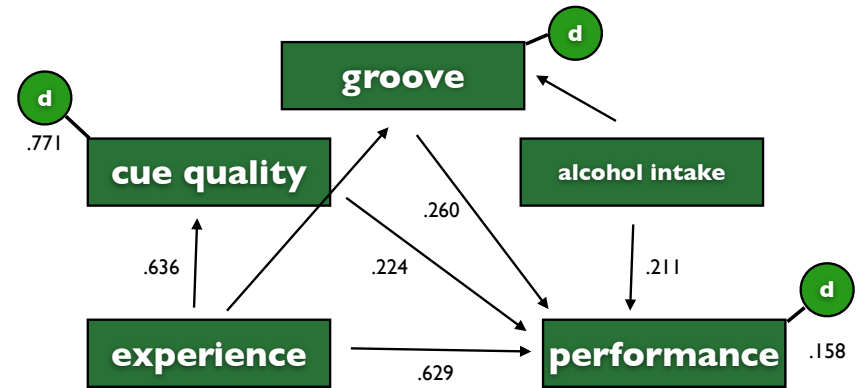 d
groove
d
.771
cue quality
alcohol intake
.260
.636
.224
.211
d
experience
performance
.158
.629